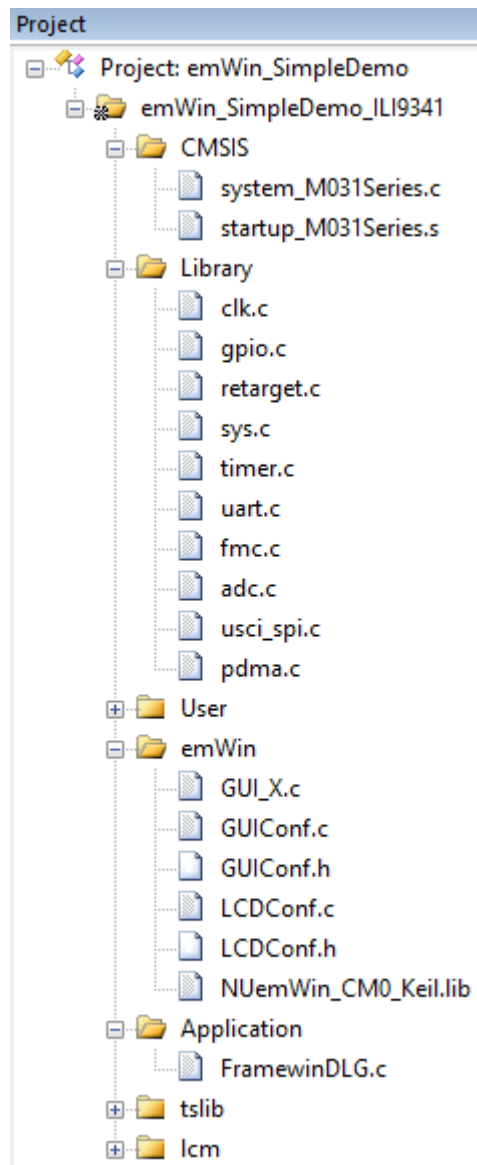 Project
Project: emWin_SimpleDemo
emWin_SimpleDemo_ILI9341
CMSIS
system_M031Series.c
startup_M031Series.s
Library
clk.c
gpio.c
retarget.c
sys.c
timer.c
uart.c
fmc.c
adc.c
usci_spi.c
pdma.c
User
emWin
GUI_X.c
GUIConf.c
GUIConf.h
LCDConf.c
LCDConf.h
NUemWin_CM0_Keil.lib
Application
FramewinDLG.c
tslib
lcm